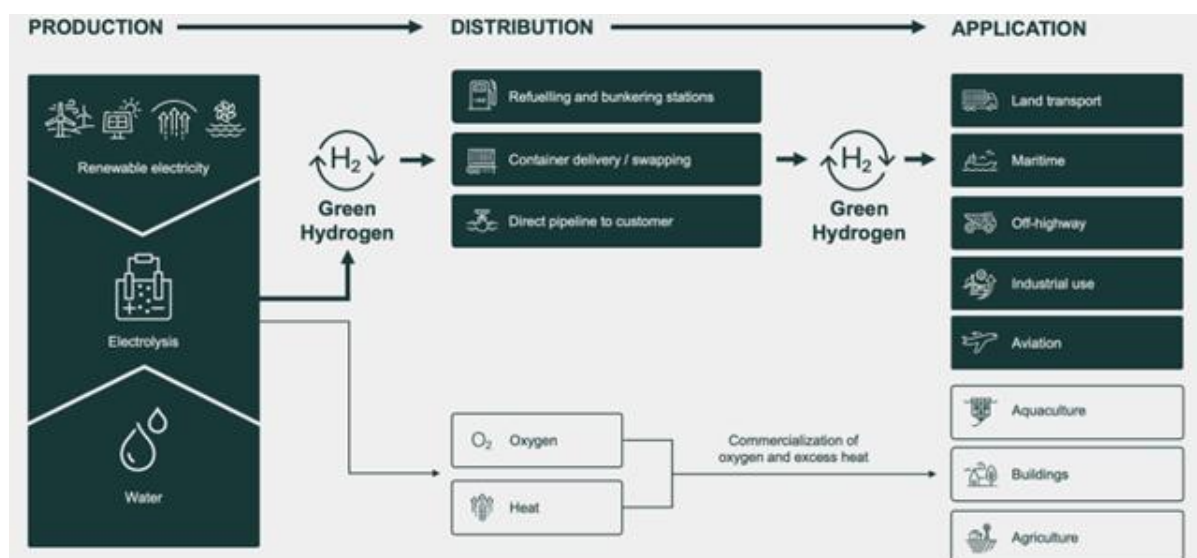 PRODUCTION
DISTRIBUTION
APPLICATION
Renewable electricity
Electrolysis
Water
H2
Green
Hydrogen
Refuelling and bunkering stations
Container delivery / swapping
Direct pipeline to customer
H2
Green
Hydrogen
Land transport
Maritime
Off-highway
Industrial use
Aviation
O2 Oxygen
Heat
Commercialization of
oxygen and excess heat
Aquaculture
Buildings
Agriculture